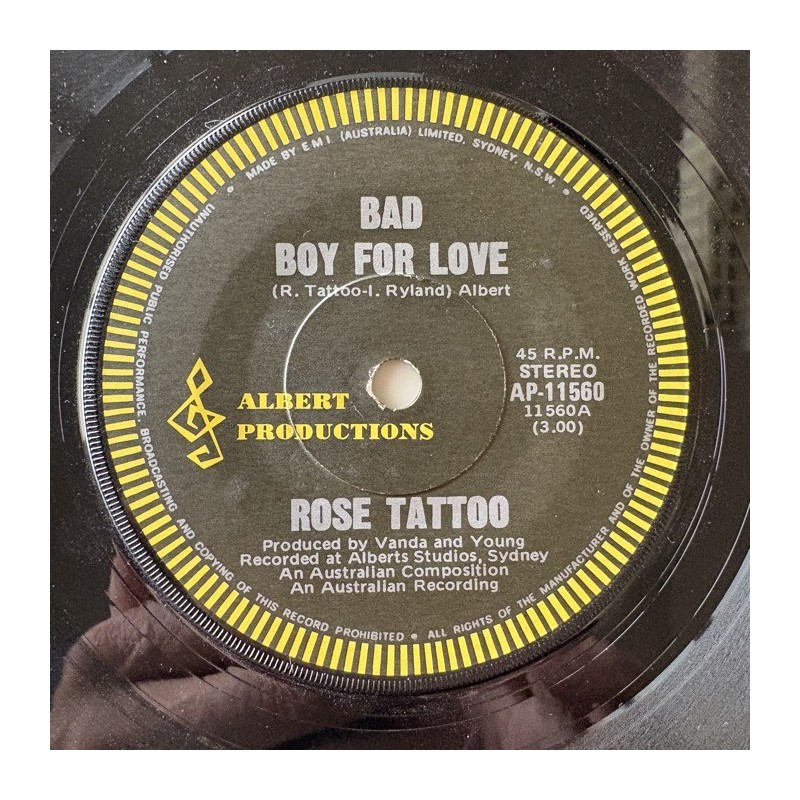 MADE BY E M I (AUSTRALIA) LIMITED, SYDNEY, N.S.W.
BAD
BOY FOR LOVE
(R. Tattoo-I. Ryland) Albert
45 R.P.M.
STEREO
AP-11560
11560A
(3.00)
ALBERT
PRODUCTIONS
ROSE TATTOO
Produced by Vanda and Young
Recorded at Alberts Studios, Sydney
An Australian Composition
An Australian Recording
UNAUTHORISED PUBLIC PERFORMANCE, BROADCASTING AND COPYING OF THIS RECORD PROHIBITED • ALL RIGHTS OF THE MANUFACTURER AND OF THE OWNER OF THE RECORDED WORK RESERVED